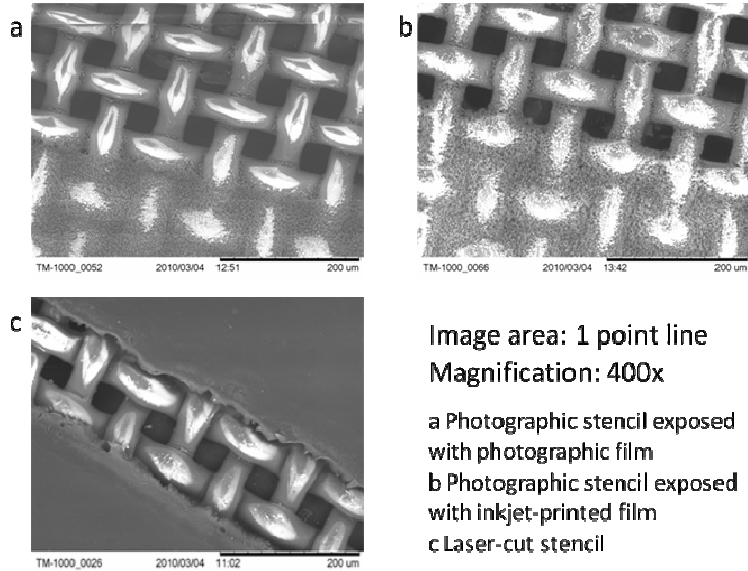 a
b
TM-1000_0052 2010/03/04 12:51 200 um
TM-1000_0066 2010/03/04 13:42 200 um
c
TM-1000_0026 2010/03/04 11:02 200 um
Image area: 1 point line
Magnification: 400x
a Photographic stencil exposed
with photographic film
b Photographic stencil exposed
with inkjet-printed film
c Laser-cut stencil